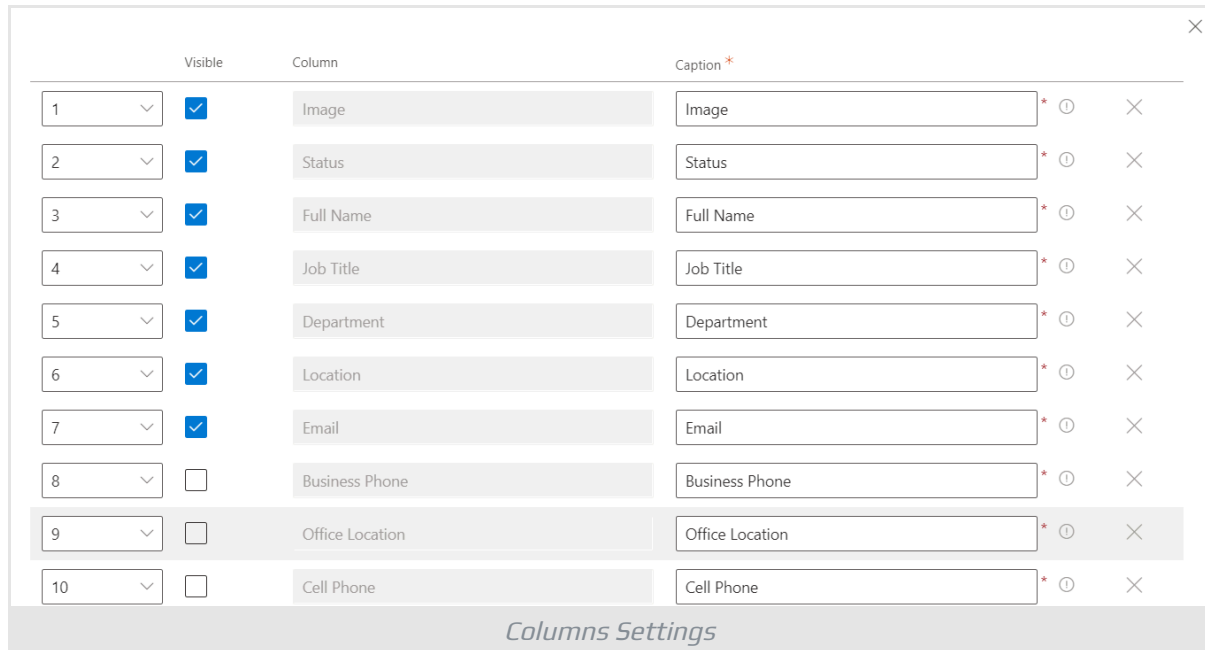 Visible Column Caption *
1 Image Image *
2 Status Status *
3 Full Name Full Name *
4 Job Title Job Title *
5 Department Department *
6 Location Location *
7 Email Email *
8 Business Phone Business Phone *
9 Office Location Office Location *
10 Cell Phone Cell Phone *
Columns Settings